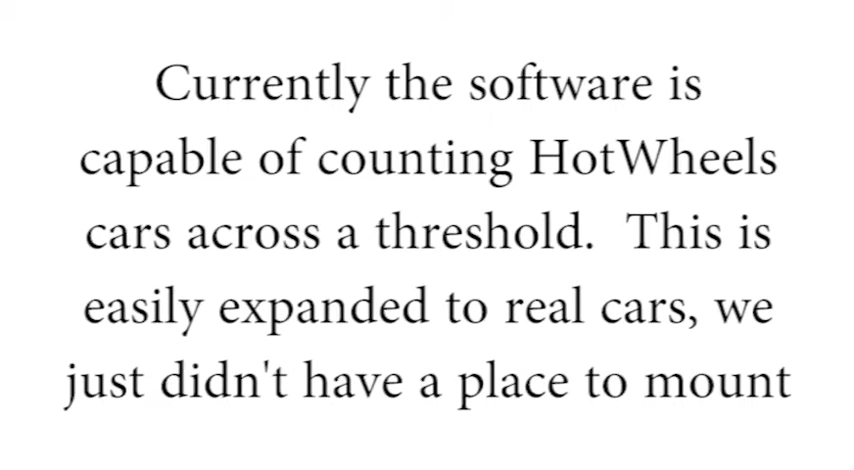 Currently the software is
capable of counting HotWheels
cars across a threshold.  This is
easily expanded to real cars, we
just didn't have a place to mount